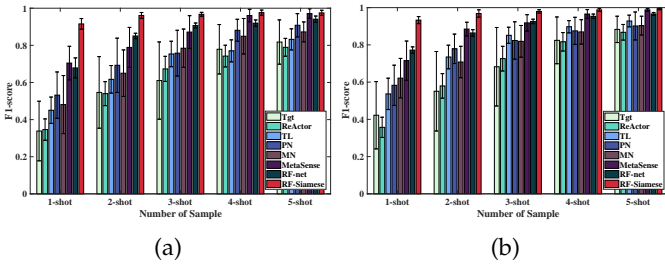 1
0.8
0.6
0.4
0.2
0
F1-score
Tgt
ReActor
TL
PN
MN
MetaSense
RF-net
RF-Siamese
1-shot 2-shot 3-shot 4-shot 5-shot
Number of Sample
(a)
1
0.8
0.6
0.4
0.2
0
F1-score
Tgt
ReActor
TL
PN
MN
MetaSense
RF-net
RF-Siamese
1-shot 2-shot 3-shot 4-shot 5-shot
Number of Sample
(b)